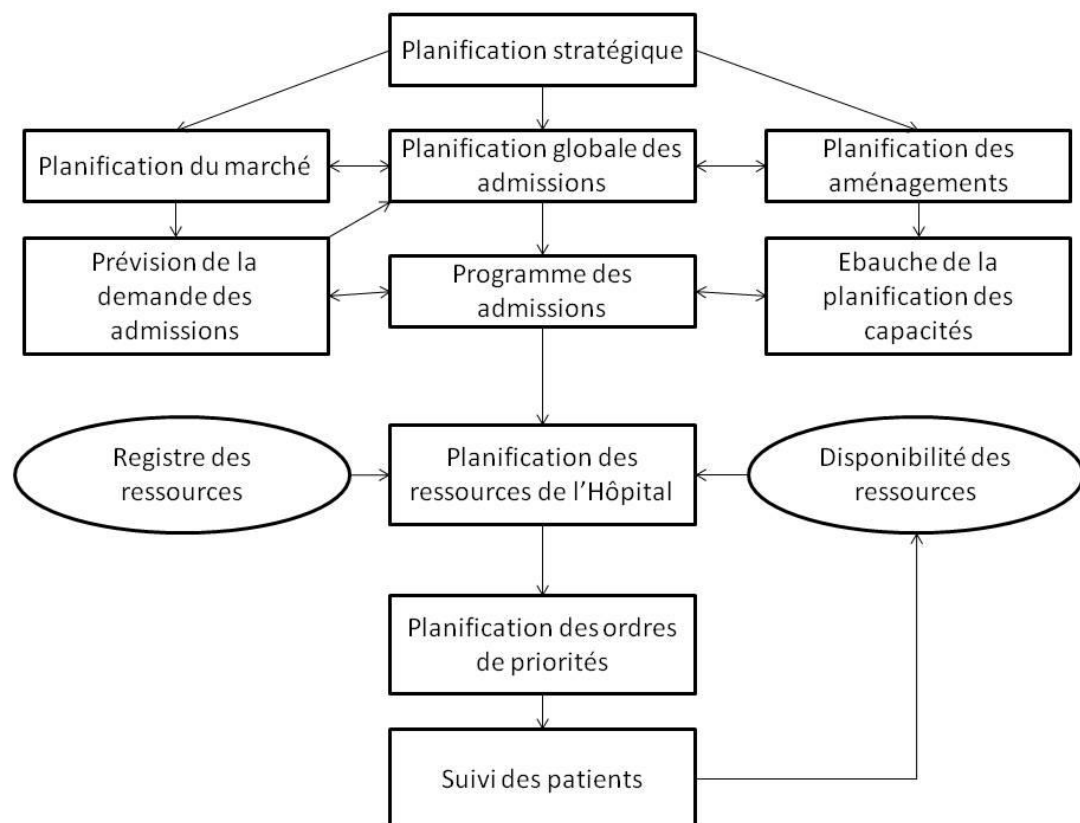 Planification stratégique
Planification du marché
Planification globale des
admissions
Planification des
aménagements
Prévision de la
demande des
admissions
Programme des
admissions
Ebauche de la
planification des
capacités
Registre des
ressources
Planification des
ressources de l'Hôpital
Disponibilité des
ressources
Planification des ordres
de priorités
Suivi des patients